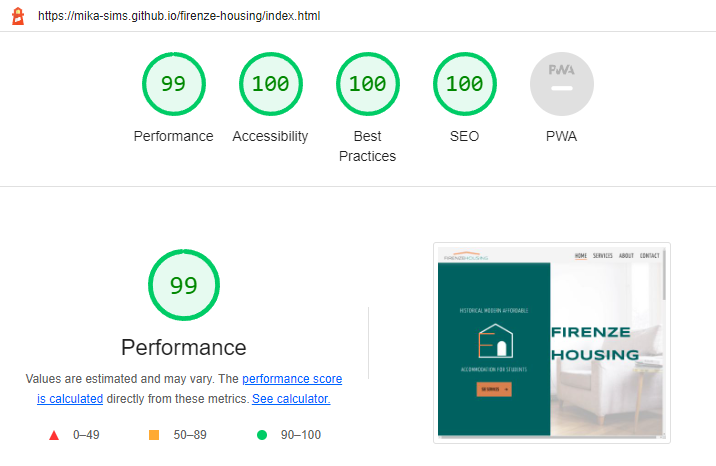 https://mika-sims.github.io/firenze-housing/index.html
99
100
100
100
PWA
Performance
Accessibility
Best
Practices
SEO
PWA
99
Performance
Values are estimated and may vary. The performance score
is calculated directly from these metrics. See calculator.
0–49
50–89
90–100
FIRENZEHOUSING
HOME SERVICES ABOUT CONTACT
HISTORICAL MODERN AFFORDABLE
FIRENZE
HOUSING
ACCOMMODATION FOR STUDENTS